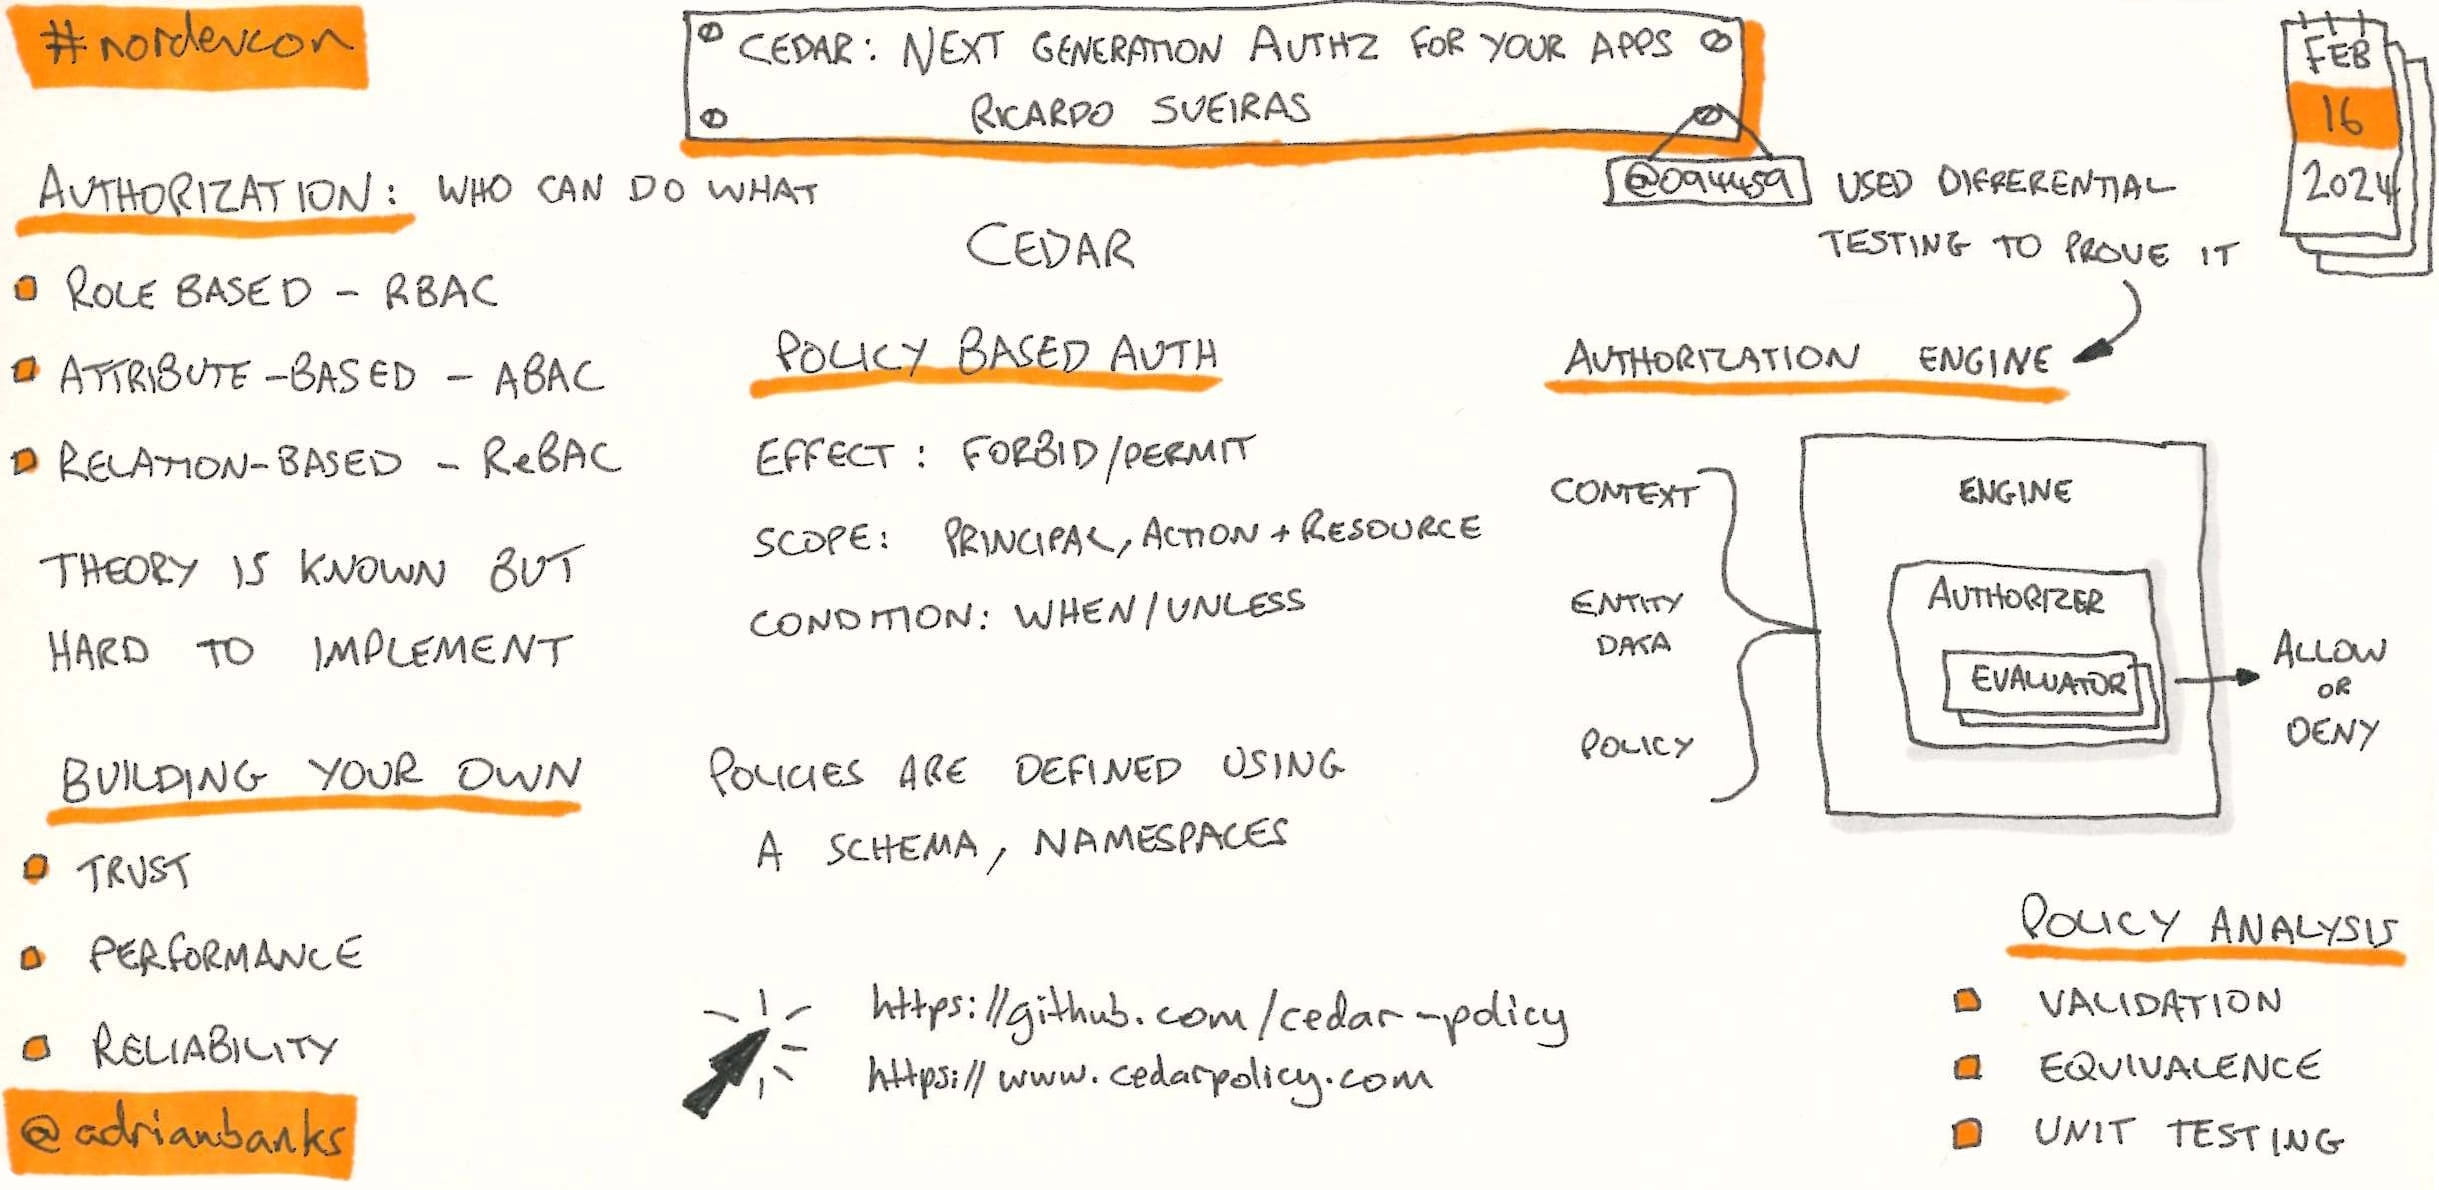 #nordevcon
CEDAR: NEXT GENERATION AUTHZ FOR YOUR APPS
RICARDO SUEIRAS
@094459
FEB
16
2024
AUTHORIZATION: WHO CAN DO WHAT
ROLE BASED - RBAC
ATTRIBUTE-BASED - ABAC
RELATION-BASED - ReBAC
THEORY IS KNOWN BUT
HARD TO IMPLEMENT
BUILDING YOUR OWN
TRUST
PERFORMANCE
RELIABILITY
@adrianbanks
CEDAR
POLICY BASED AUTH
EFFECT: FORBID/PERMIT
SCOPE: PRINCIPAL, ACTION + RESOURCE
CONDITION: WHEN/UNLESS
POLICIES ARE DEFINED USING
A SCHEMA, NAMESPACES
https://github.com/cedar-policy
https://www.cedarpolicy.com
USED DIFFERENTIAL
TESTING TO PROVE IT
AUTHORIZATION ENGINE
CONTEXT
ENTITY
DATA
POLICY
ENGINE
AUTHORIZER
EVALUATOR
ALLOW
OR
DENY
POLICY ANALYSIS
VALIDATION
EQUIVALENCE
UNIT TESTING